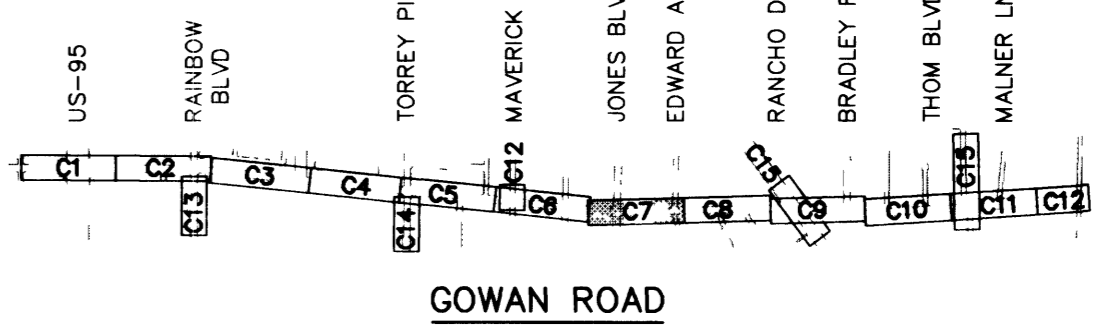 US-95
RAINBOW
BLVD
TORREY PI
MAVERICK
JONES BLV
EDWARD A
RANCHO D
BRADLEY
THOM BLVD
MALNER LN
C1
C2
C3
C4
C5
C6
C7
C8
C9
C10
C11
C12
C13
C14
C12
C15
C15
GOWAN ROAD